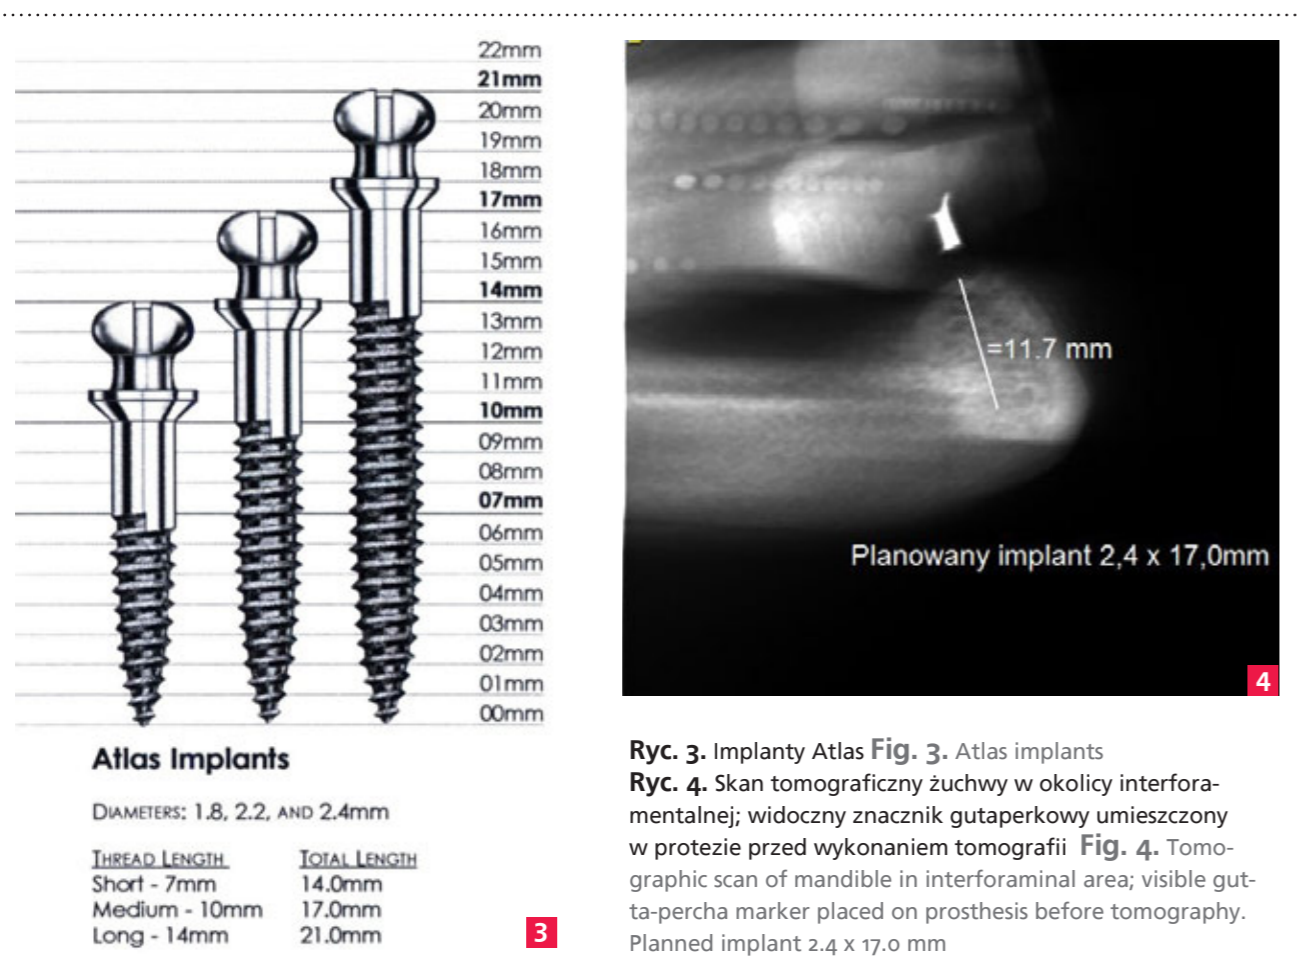 22mm
21mm
20mm
19mm
18mm
17mm
16mm
15mm
14mm
13mm
12mm
11mm
10mm
09mm
08mm
07mm
06mm
05mm
04mm
03mm
02mm
01mm
00mm
Atlas Implants
DIAMETERS: 1.8, 2.2, AND 2.4mm
THREAD LENGTH TOTAL LENGTH
Short - 7mm 14.0mm
Medium - 10mm 17.0mm
Long - 14mm 21.0mm
3
=11.7 mm
Planowany implant 2,4 x 17,0mm
4
Ryc. 3. Implanty Atlas Fig. 3. Atlas implants
Ryc. 4. Skan tomograficzny żuchwy w okolicy interfora-
mentalnej; widoczny znacznik gutaperkowy umieszczony
w protezie przed wykonaniem tomografii Fig. 4. Tomo-
graphic scan of mandible in interforaminal area; visible gut-
ta-percha marker placed on prosthesis before tomography.
Planned implant 2.4 x 17.0 mm